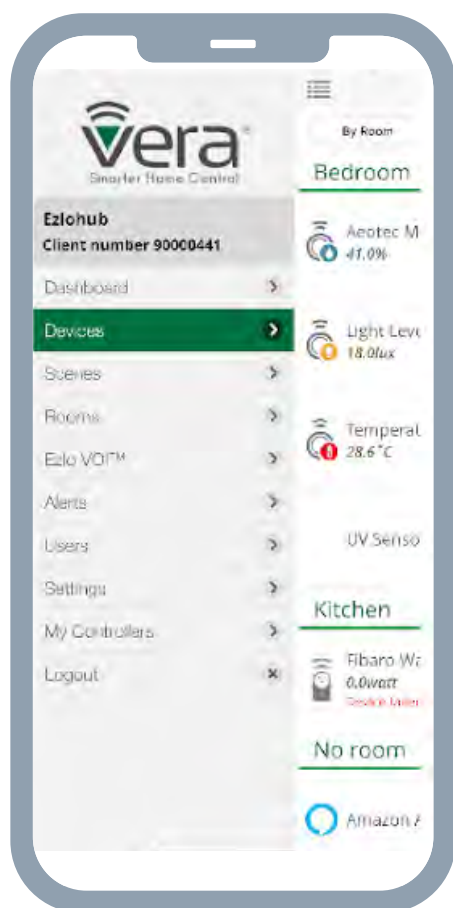 vera
Smarter Home Control
Ezlohub
Client number 90000441
Dashboard
Devices
Scenes
Rooms
Ezlo VOI™
Alerts
Users
Settings
My Controllers
Logout
By Room
Bedroom
Aeotec M
41.0%
Light Leve
18.0lux
Temperat
28.6°C
UV Senso
Kitchen
Fibaro Wa
0.0watt
No room
Amazon A